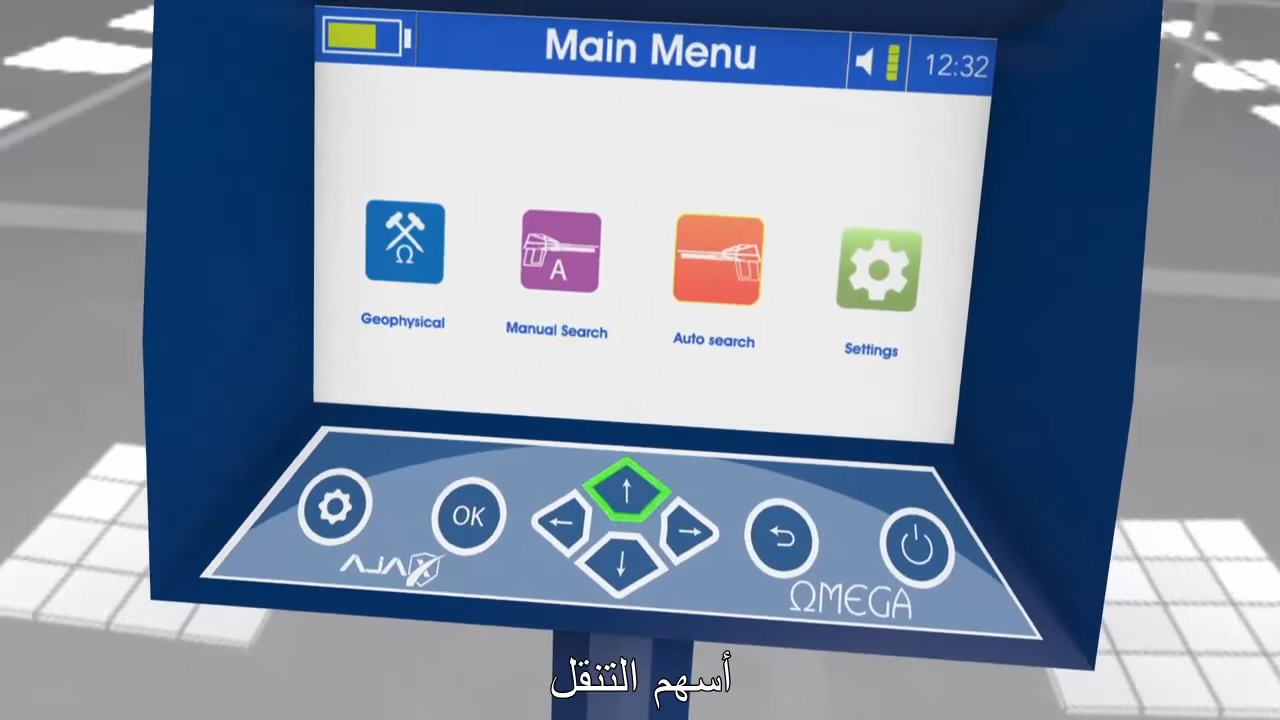 Main Menu
12:32
Ω
A
Geophysical
Manual Search
Auto search
Settings
OK
↑
←
→
↓
AJAX
ΩMEGA
أسهم التنقل